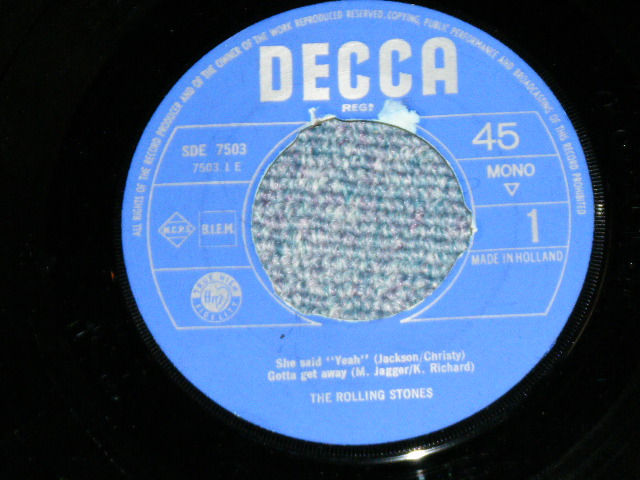 ALL RIGHTS OF THE RECORD PRODUCER AND OF THE OWNER OF THE WORK REPRODUCED RESERVED. COPYING, PUBLIC PERFORMANCE AND BROADCASTING OF THE RECORD PROHIBITED
DECCA
REGD
SDE 7503
7503 1 E
45
MONO
M.C.P.S.
B.I.E.M.
1
MADE IN HOLLAND
She said "Yeah" (Jackson/Christy)
Gotta get away (M. Jagger/K. Richard)
THE ROLLING STONES